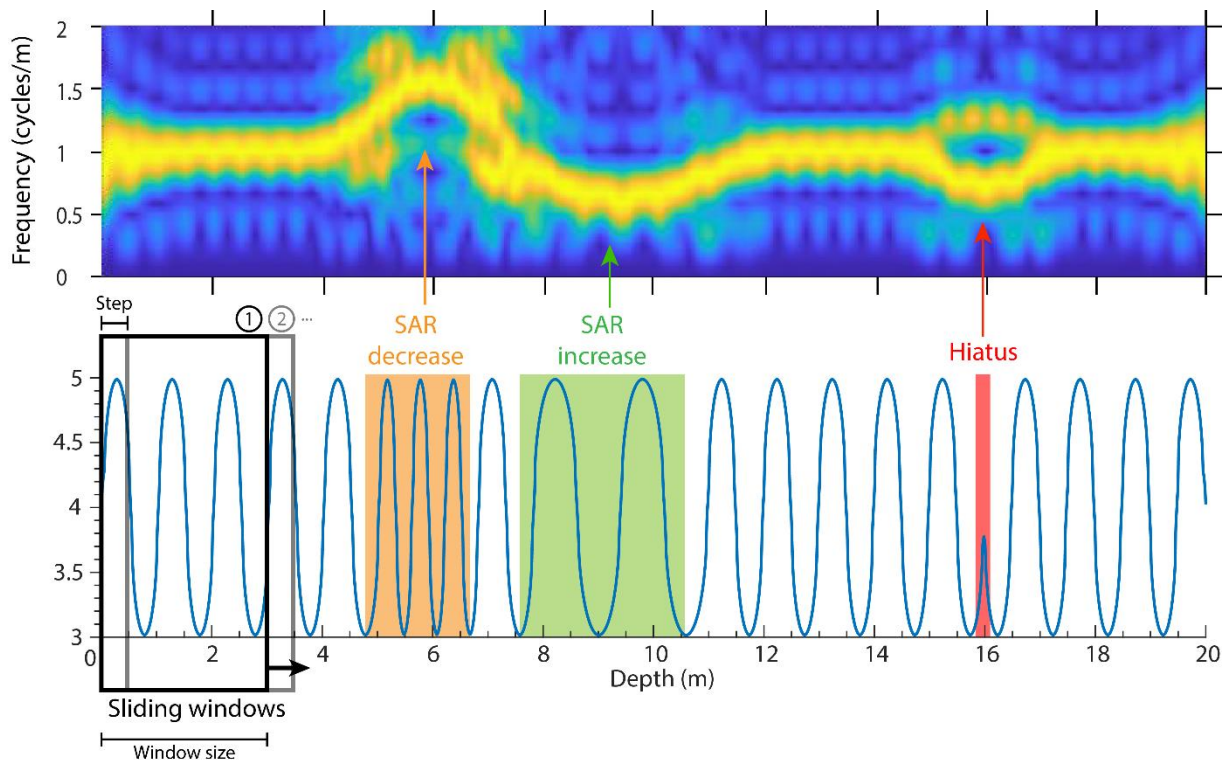 Frequency (cycles/m)
2
1.5
1
0.5
0
Step
1 2 ...
SAR
decrease
SAR
increase
Hiatus
5
4.5
4
3.5
3
0 2 4 6 8 10 12 14 16 18 20
Depth (m)
Sliding windows
Window size